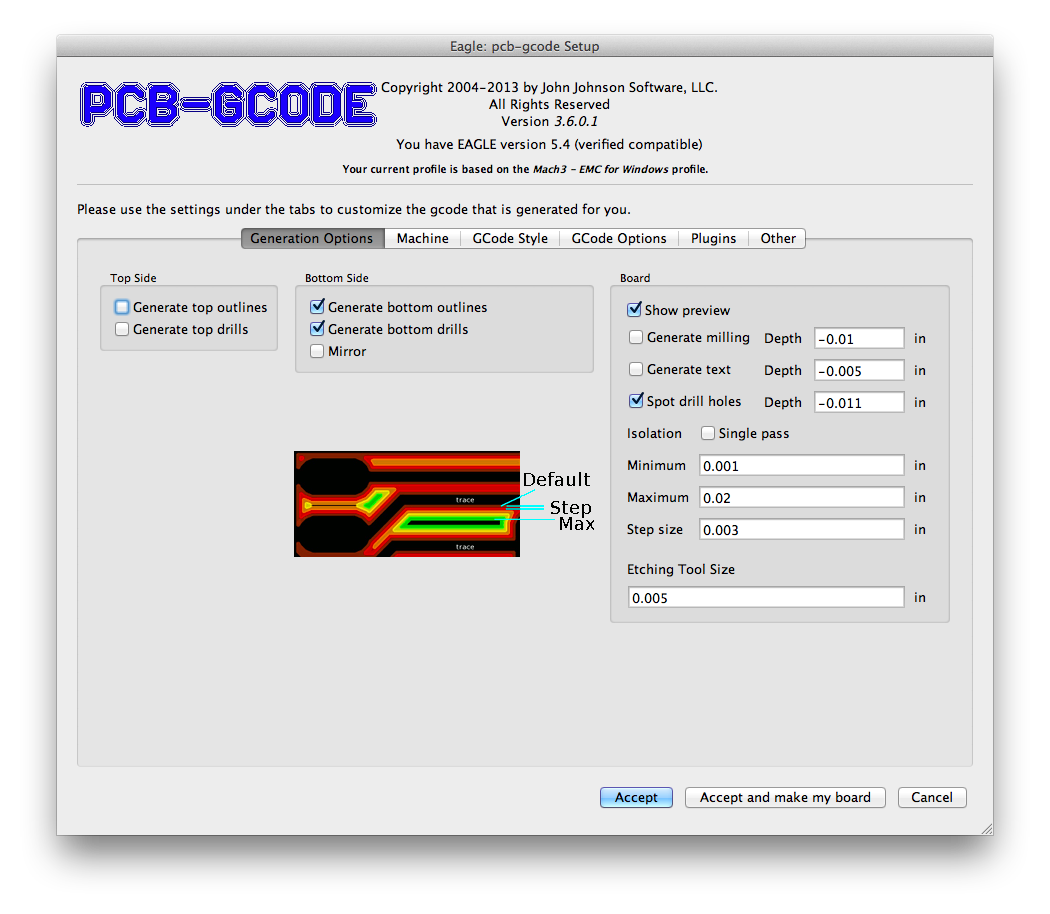 Eagle: pcb-gcode Setup
PCB-GCODE
Copyright 2004-2013 by John Johnson Software, LLC.
All Rights Reserved
Version 3.6.0.1
You have EAGLE version 5.4 (verified compatible)
Your current profile is based on the Mach3 - EMC for Windows profile.
Please use the settings under the tabs to customize the gcode that is generated for you.
Generation Options Machine GCode Style GCode Options Plugins Other
Top Side
Generate top outlines
Generate top drills
Bottom Side
Generate bottom outlines
Generate bottom drills
Mirror
trace
trace
Default
Step
Max
Board
Show preview
Generate milling Depth -0.01 in
Generate text Depth -0.005 in
Spot drill holes Depth -0.011 in
Isolation Single pass
Minimum 0.001 in
Maximum 0.02 in
Step size 0.003 in
Etching Tool Size
0.005 in
Accept Accept and make my board Cancel